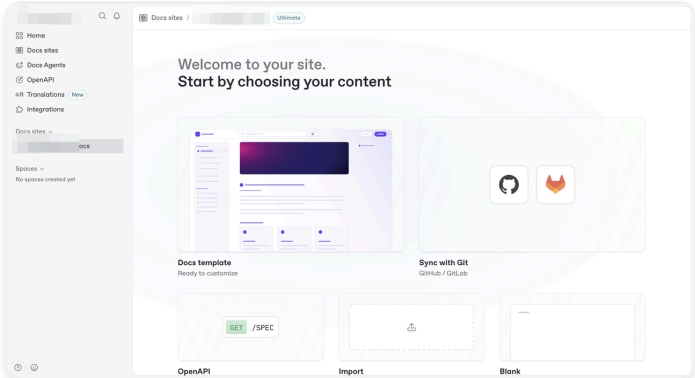 Home
Docs sites
Docs Agents
OpenAPI
Translations New
Integrations
Docs sites
ocs
Spaces
No spaces created yet
Docs sites /
Ultimate
Welcome to your site.
Start by choosing your content
Docs template
Ready to customize
Sync with Git
GitHub / GitLab
GET /SPEC
OpenAPI
Import
Blank